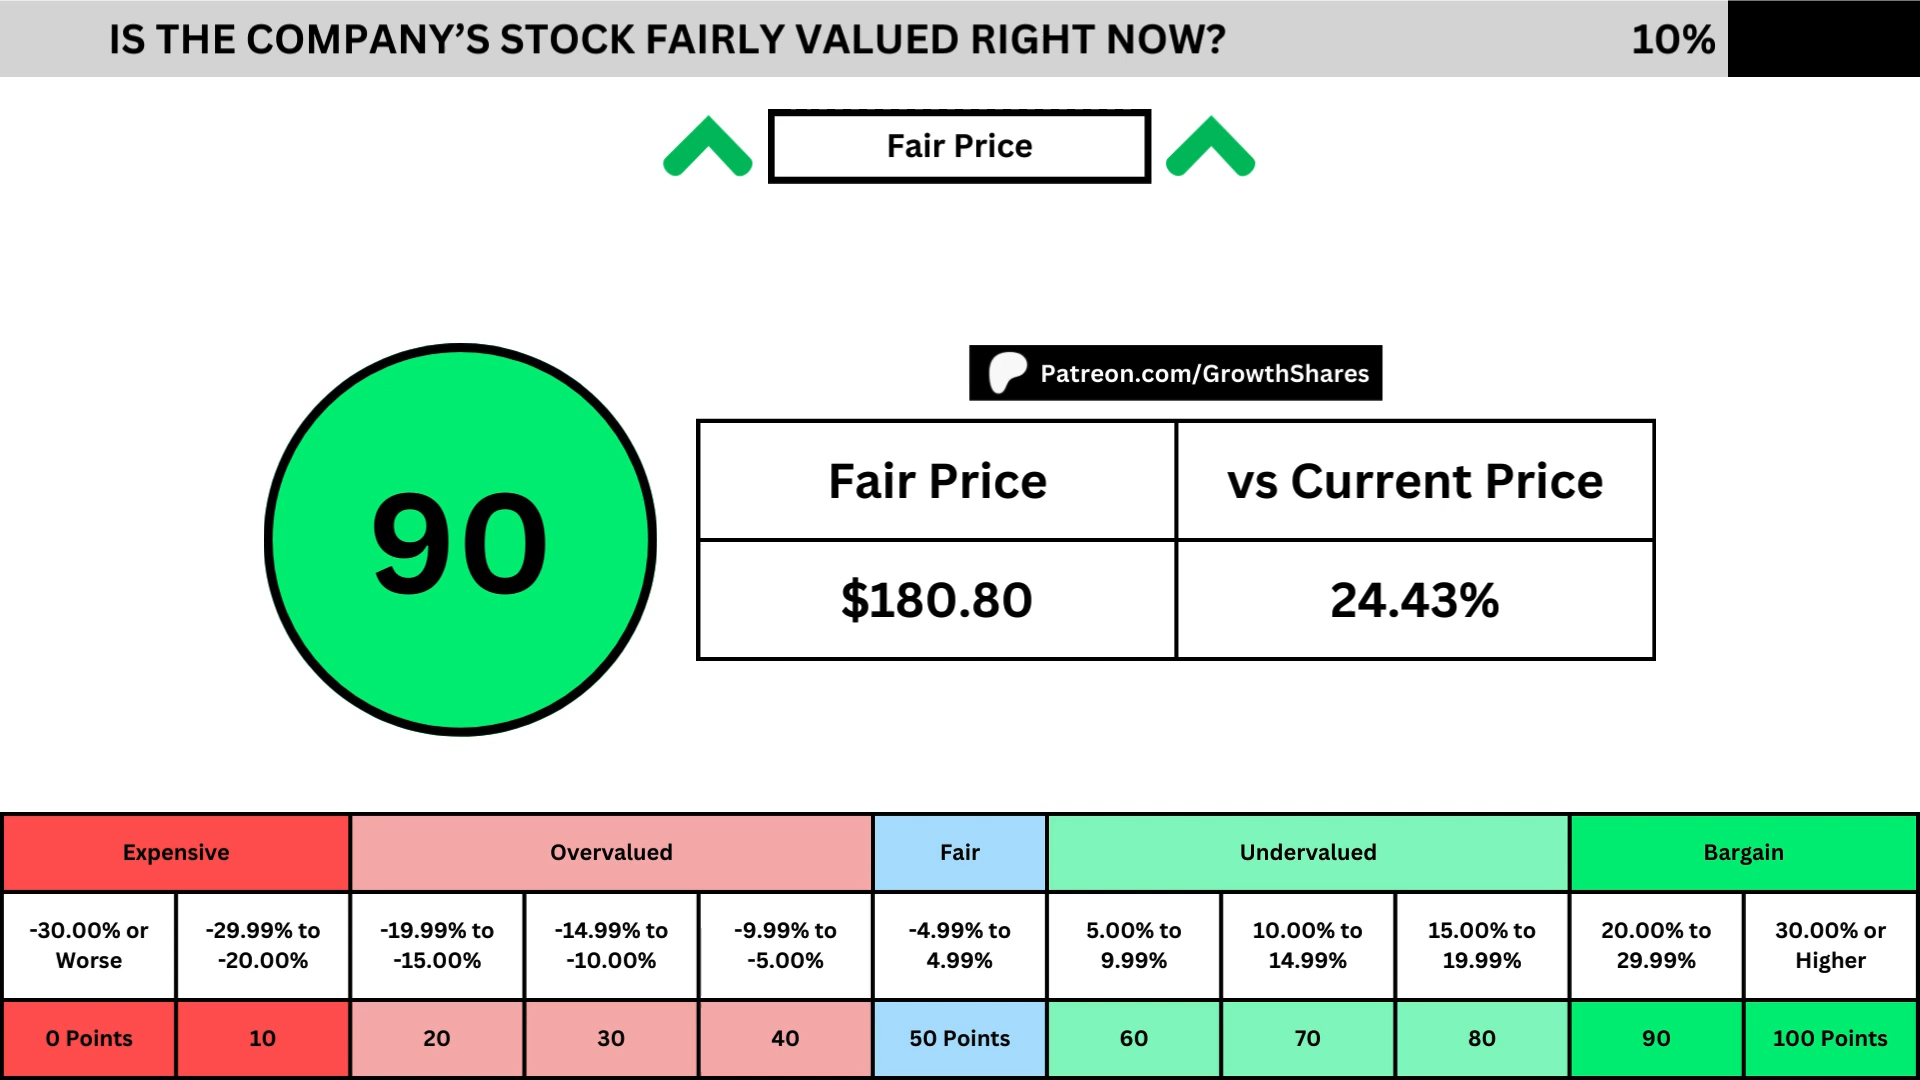 IS THE COMPANY’S STOCK FAIRLY VALUED RIGHT NOW?
10%
Fair Price
90
Patreon.com/GrowthShares
Fair Price
vs Current Price
$180.80
24.43%
Expensive
Overvalued
Fair
Undervalued
Bargain
-30.00% or
Worse
-29.99% to
-20.00%
-19.99% to
-15.00%
-14.99% to
-10.00%
-9.99% to
-5.00%
-4.99% to
4.99%
5.00% to
9.99%
10.00% to
14.99%
15.00% to
19.99%
20.00% to
29.99%
30.00% or
Higher
0 Points
10
20
30
40
50 Points
60
70
80
90
100 Points